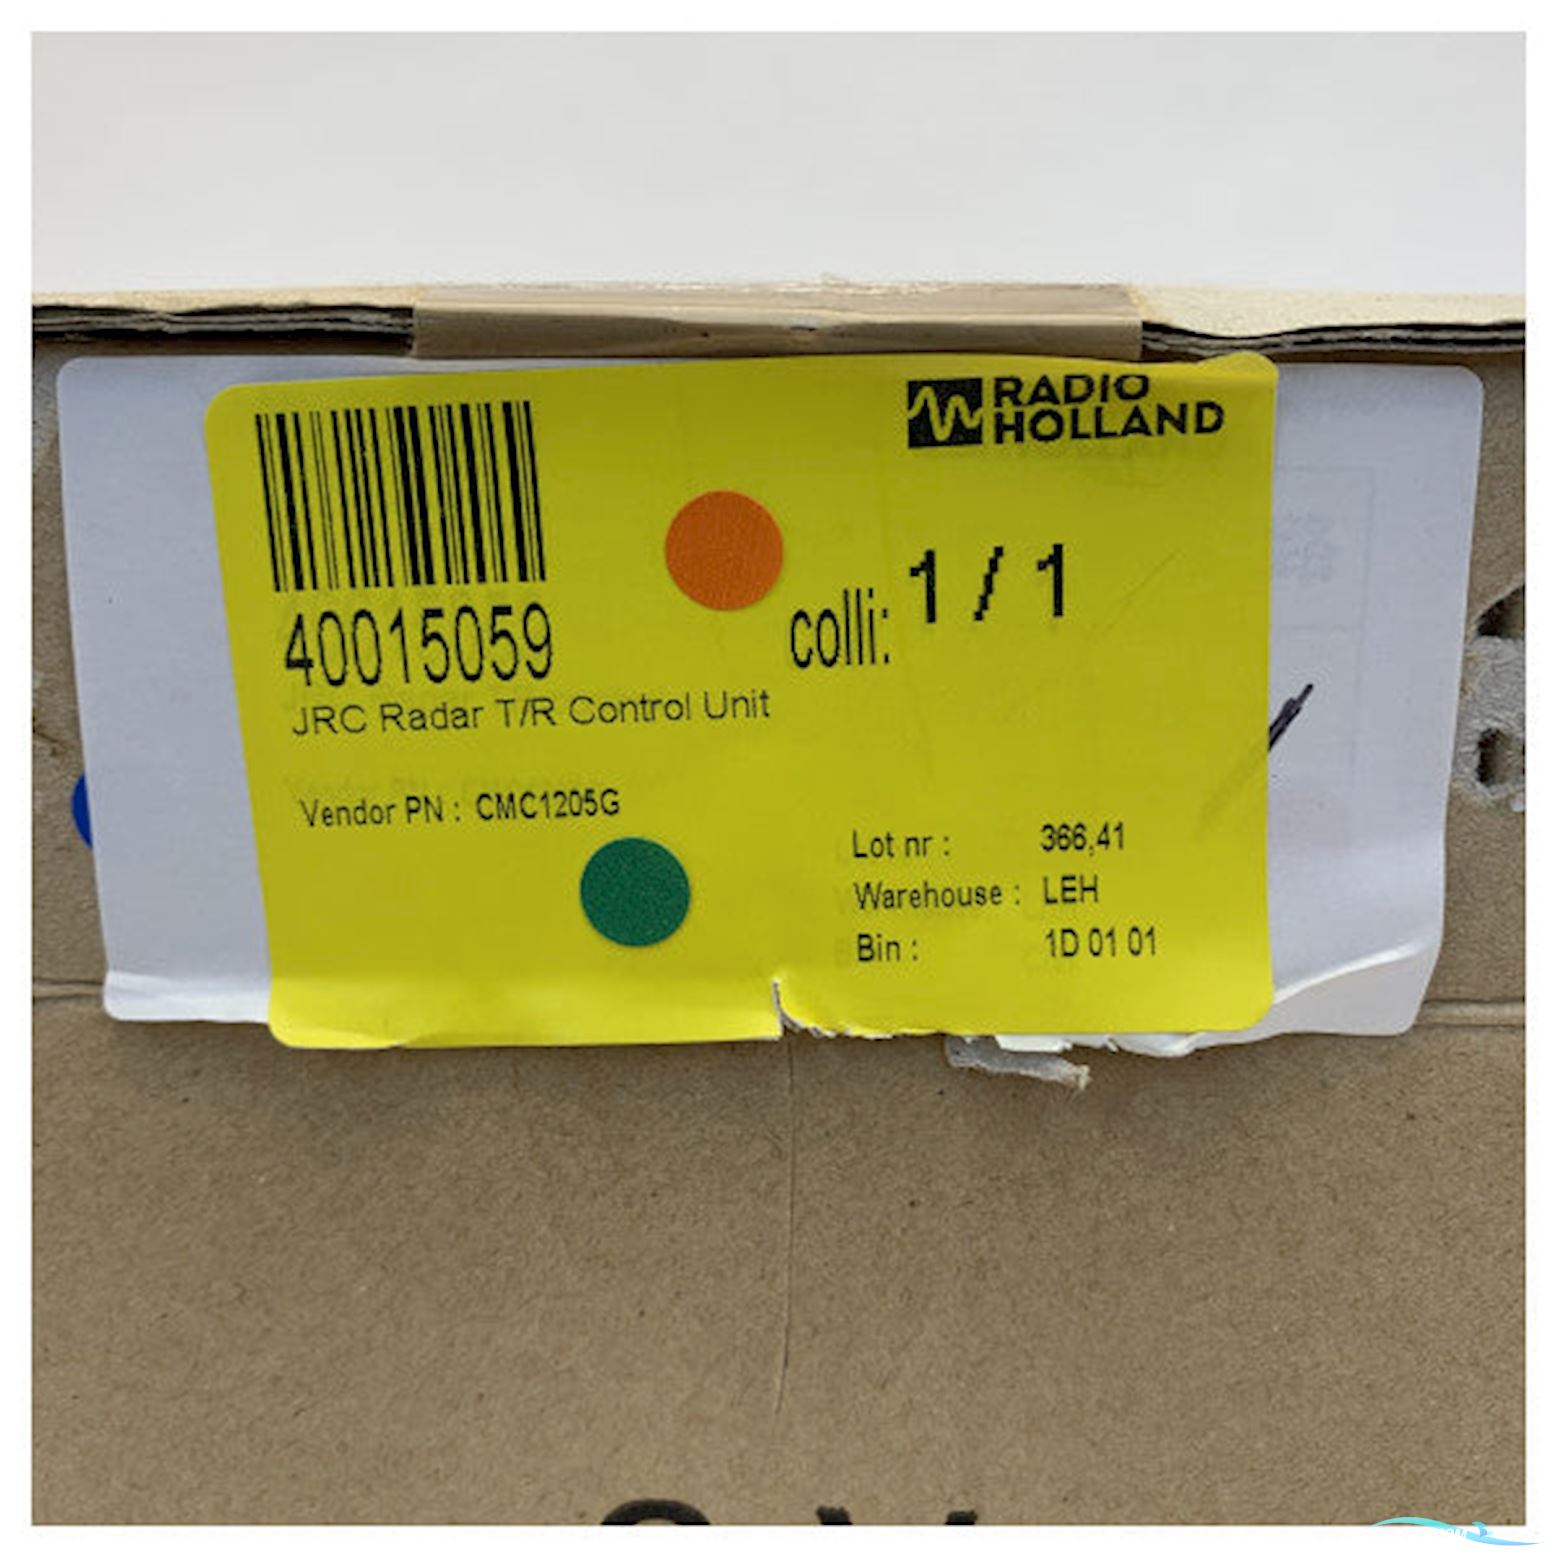 RADIO
HOLLAND
40015059
colli: 1 / 1
JRC Radar T/R Control Unit
Vendor PN : CMC1205G
Lot nr : 366,41
Warehouse : LEH
Bin : 1D 01 01